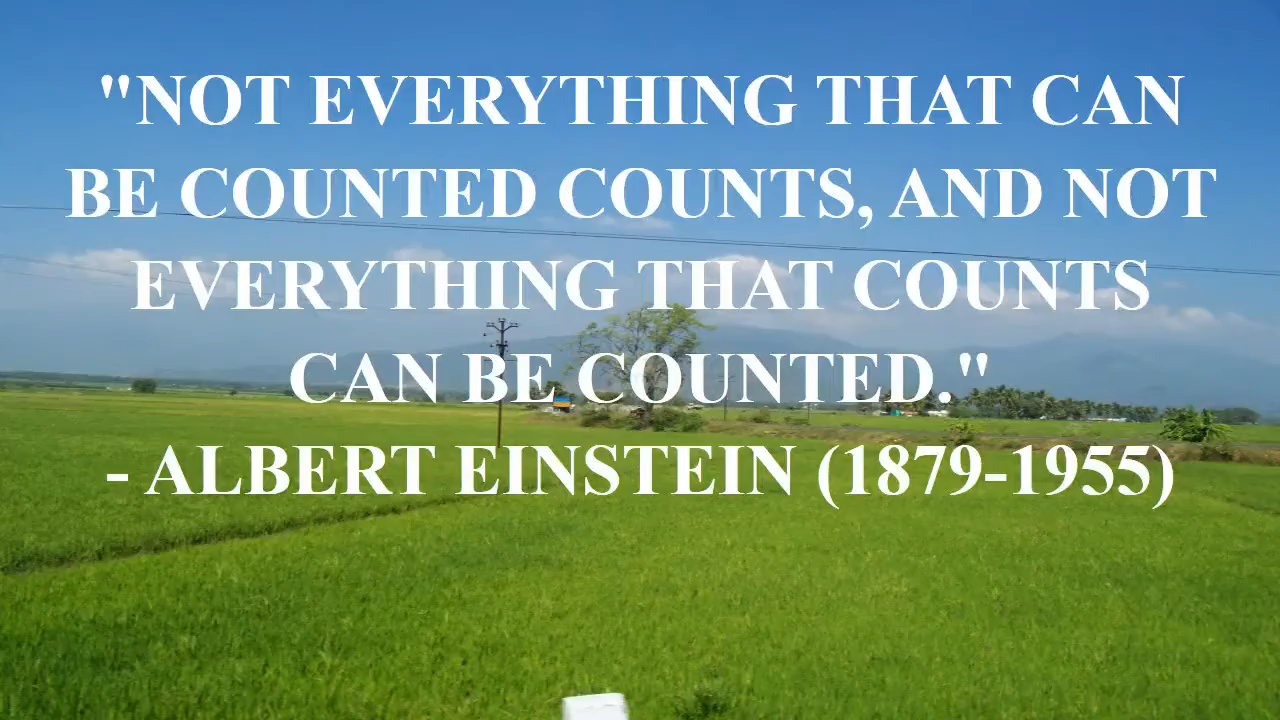 "NOT EVERYTHING THAT CAN
BE COUNTED COUNTS, AND NOT
EVERYTHING THAT COUNTS
CAN BE COUNTED."
- ALBERT EINSTEIN (1879-1955)